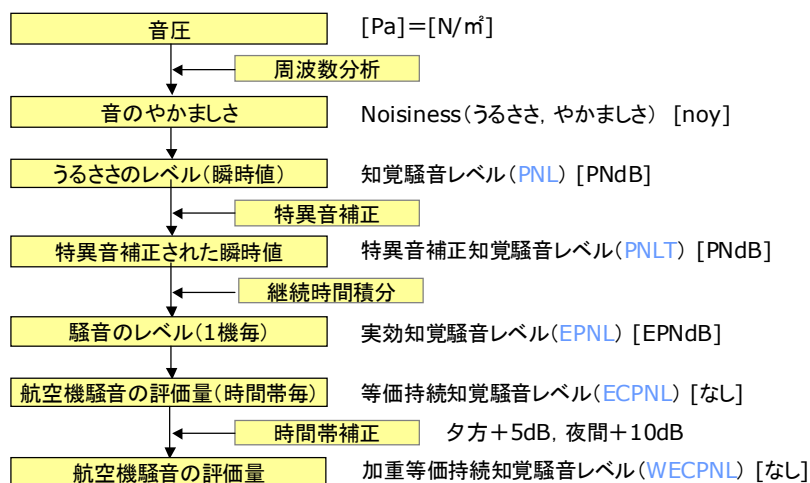 音圧 [Pa]=[N/㎡]
周波数分析
音のやかましさ Noisiness(うるささ, やかましさ) [noy]
うるささのレベル(瞬時値) 知覚騒音レベル(PNL) [PNdB]
特異音補正
特異音補正された瞬時値 特異音補正知覚騒音レベル(PNLT) [PNdB]
継続時間積分
騒音のレベル(1機毎) 実効知覚騒音レベル(EPNL) [EPNdB]
航空機騒音の評価量(時間帯毎) 等価持続知覚騒音レベル(ECPNL) [なし]
時間帯補正 夕方+5dB, 夜間+10dB
航空機騒音の評価量 加重等価持続知覚騒音レベル(WECPNL) [なし]